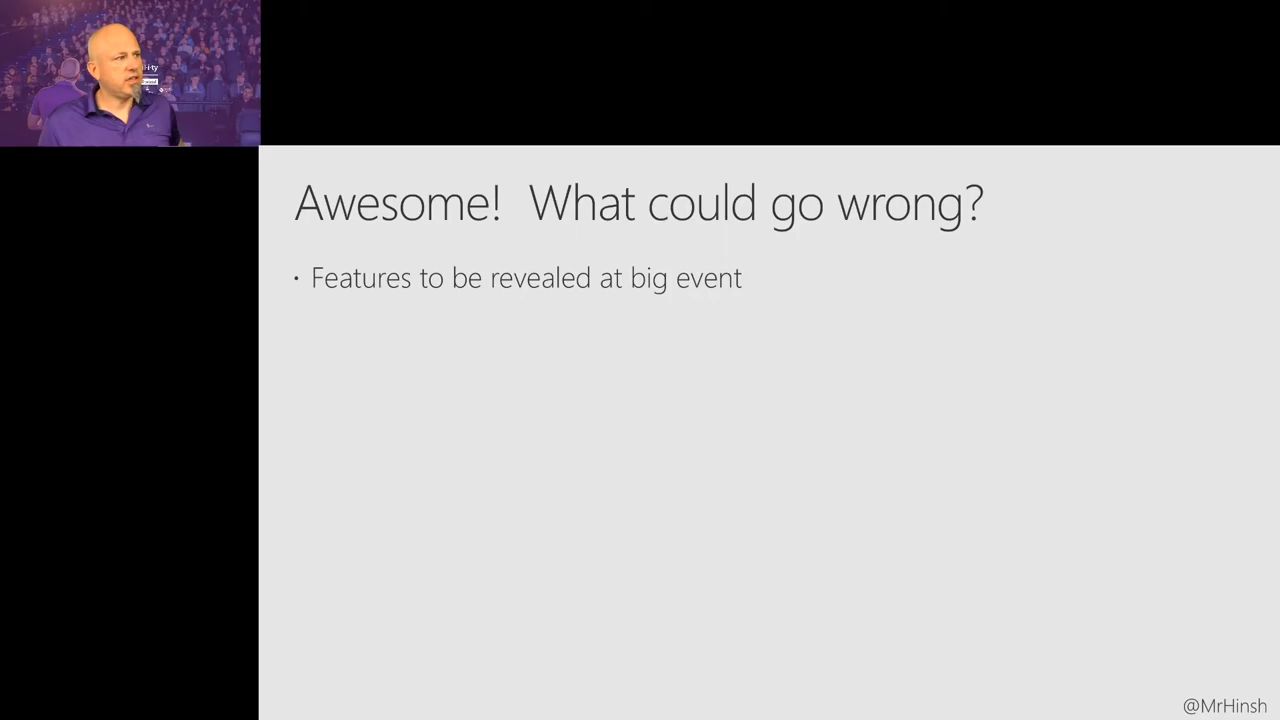 Awesome! What could go wrong?
• Features to be revealed at big event
@MrHinsh